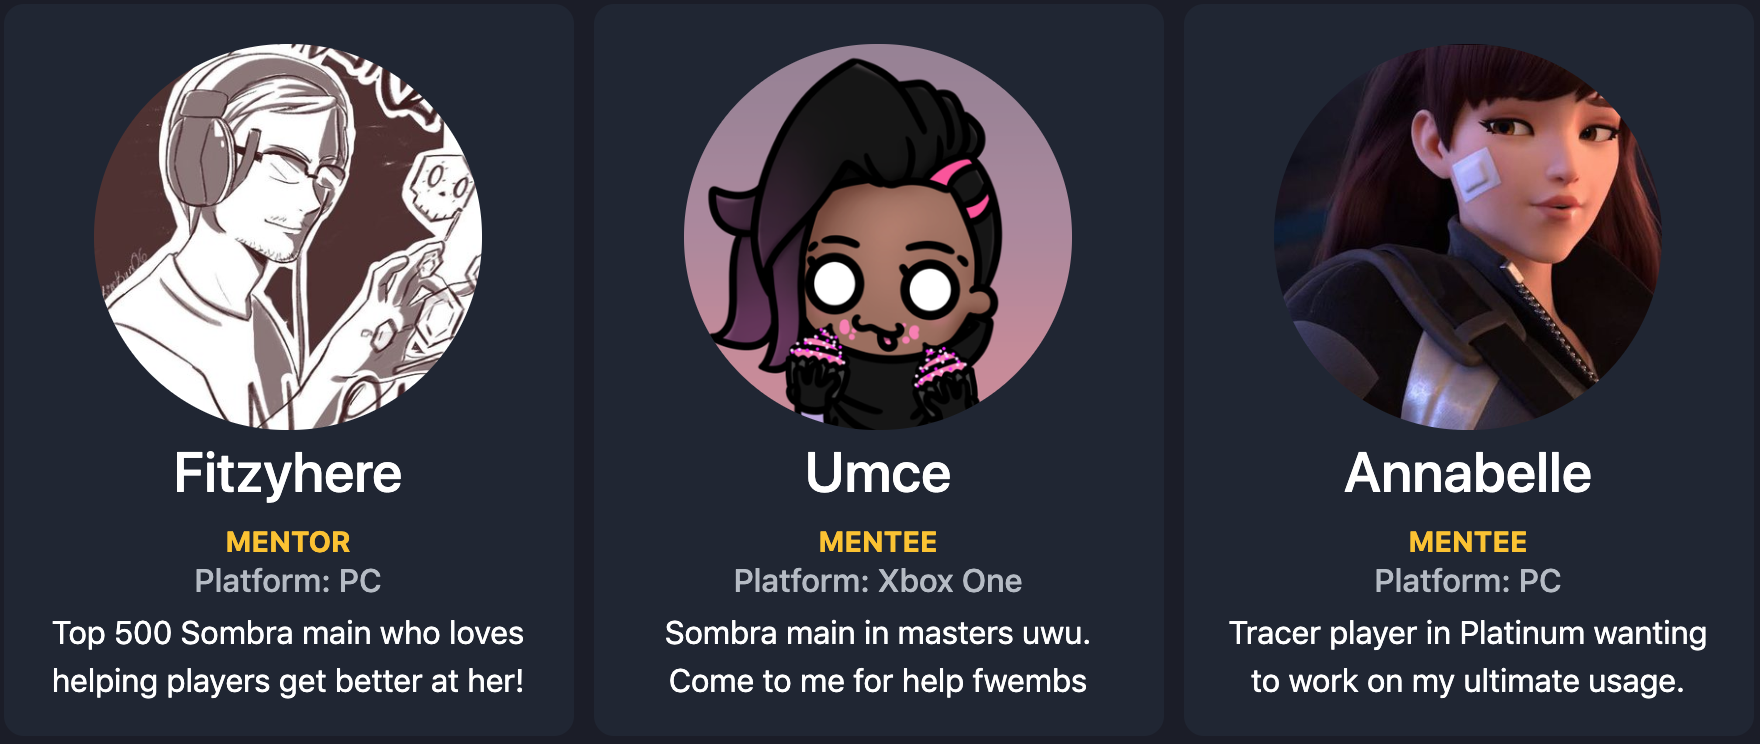 Fitzyhere
MENTOR
Platform: PC
Top 500 Sombra main who loves
helping players get better at her!
Umce
MENTEE
Platform: Xbox One
Sombra main in masters uwu.
Come to me for help fwembs
Annabelle
MENTEE
Platform: PC
Tracer player in Platinum wanting
to work on my ultimate usage.